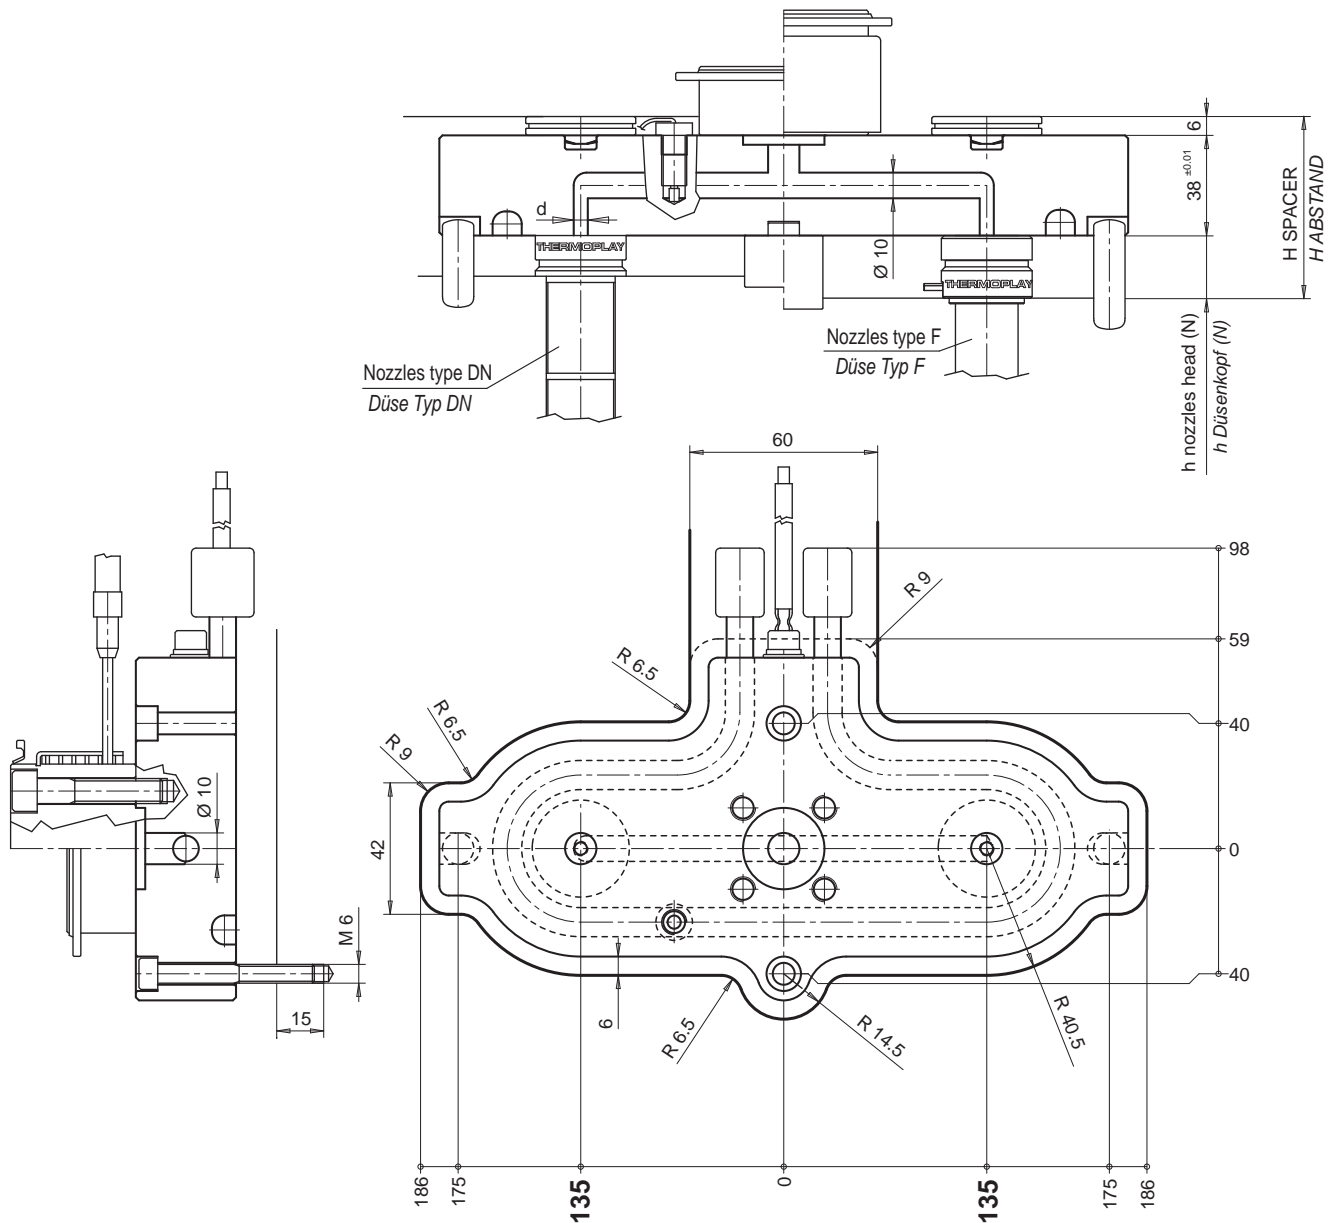 6
38 ±0.01
H SPACER
H ABSTAND
d
THERMOPLAY
Ø 10
THERMOPLAY
h nozzles head (N)
h Düsenkopf (N)
Nozzles type F
Düse Typ F
Nozzles type DN
Düse Typ DN
60
98
R 9
59
R 6.5
R 6.5
40
R 9
Ø 10
42
0
M 6
40
15
6
R 6.5
R 14.5
R 40.5
186
175
135
0
135
175
186